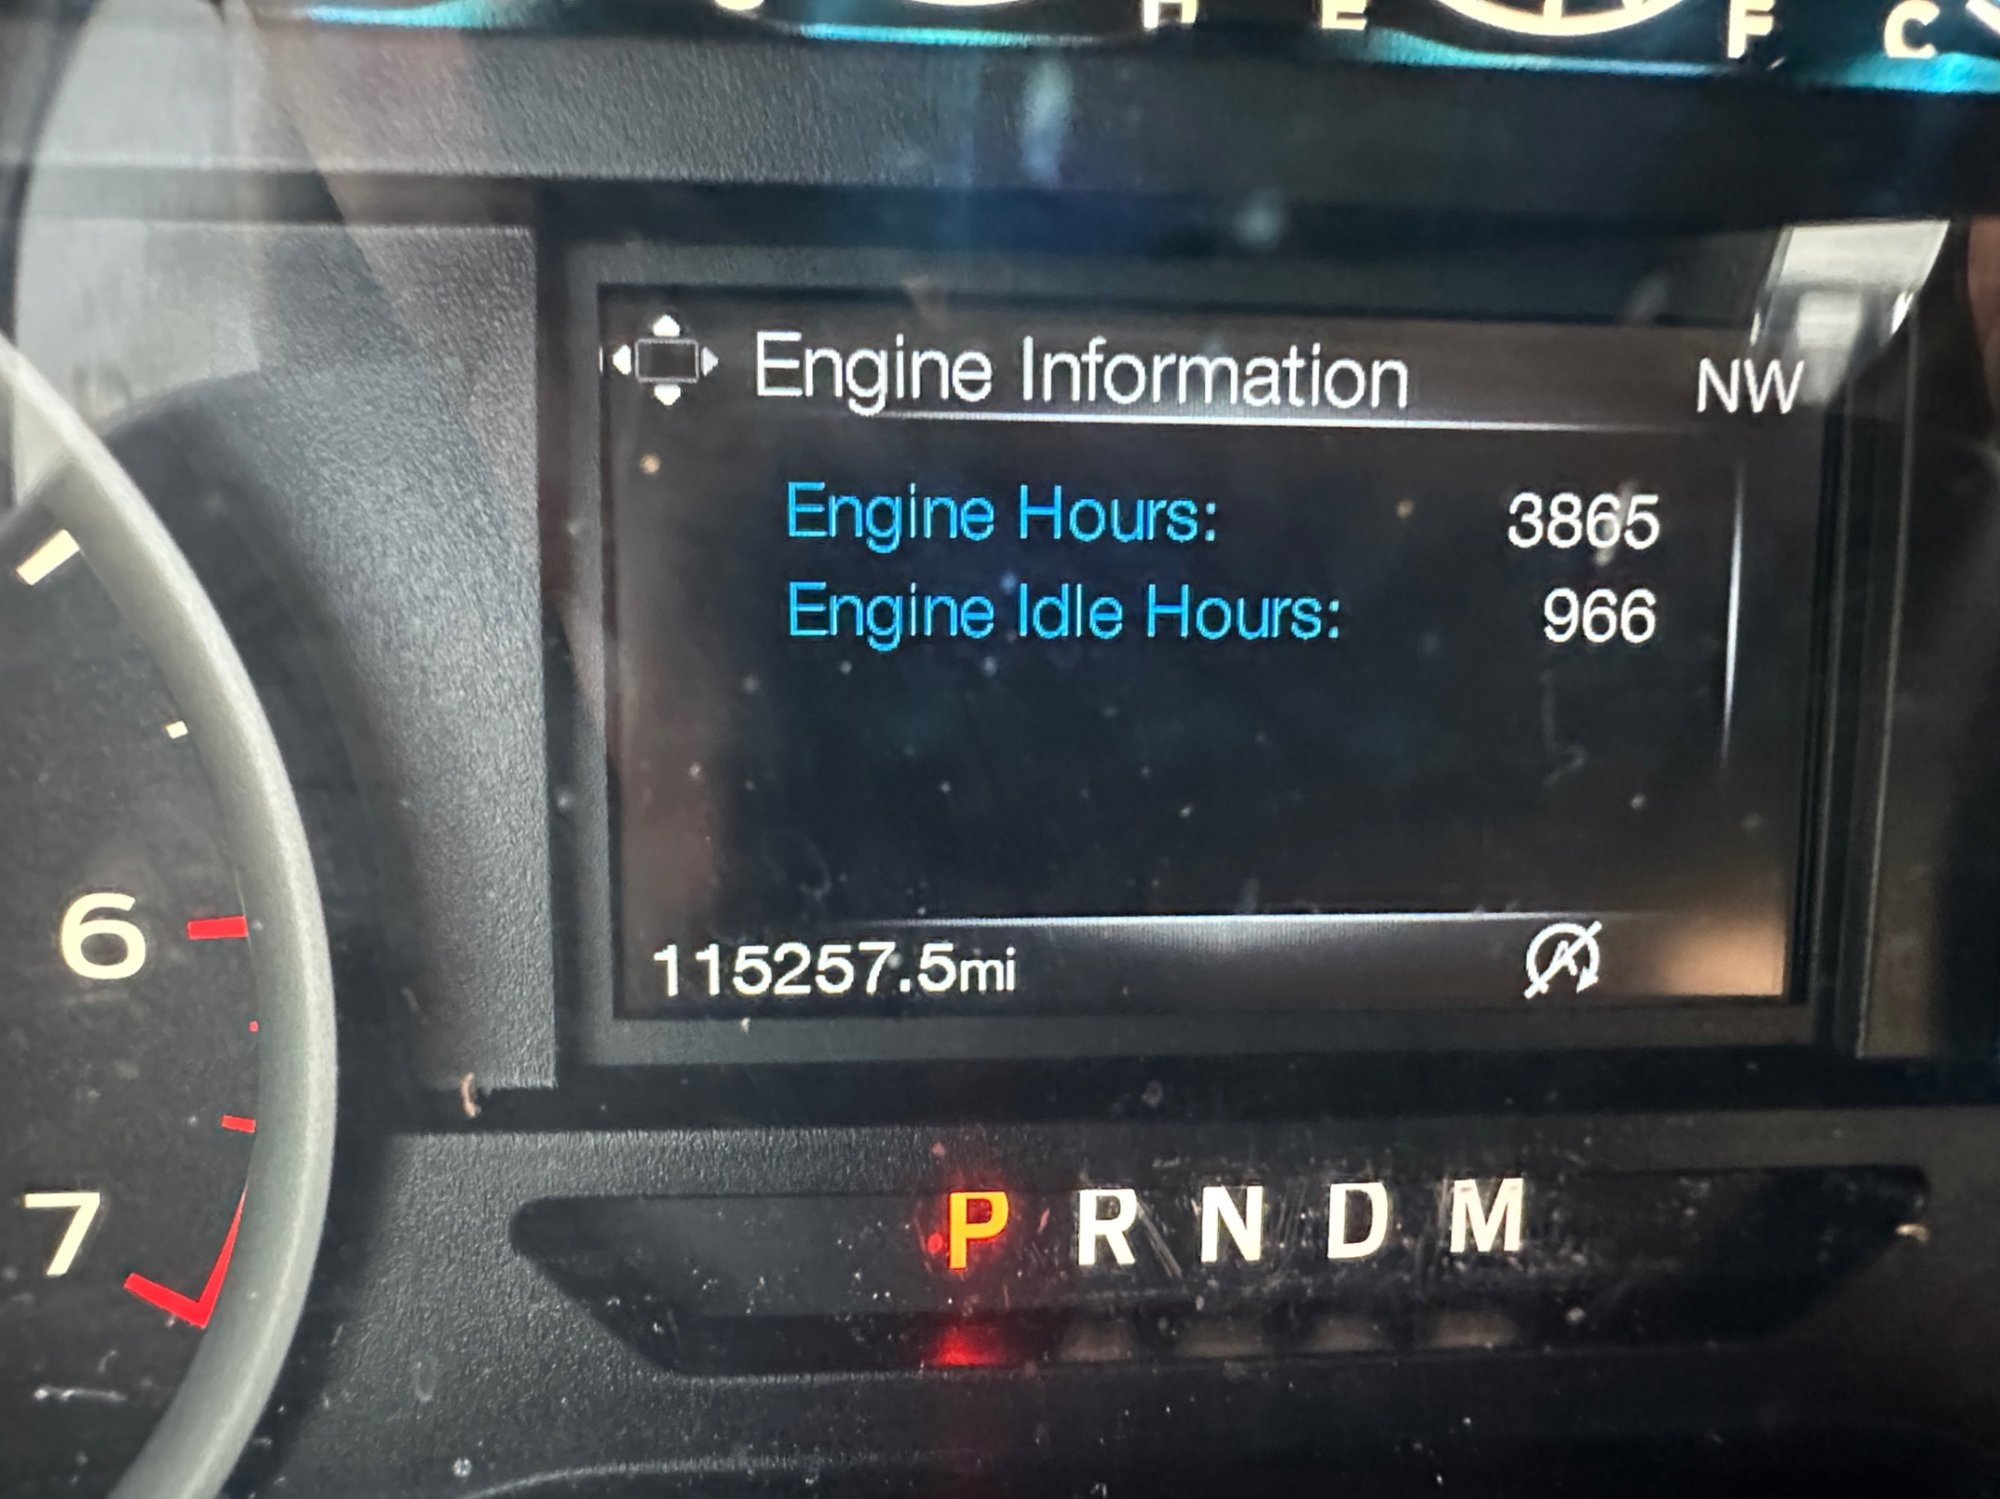 H E F C
Engine Information NW
Engine Hours: 3865
Engine Idle Hours: 966
115257.5mi
6
P R N D M
7